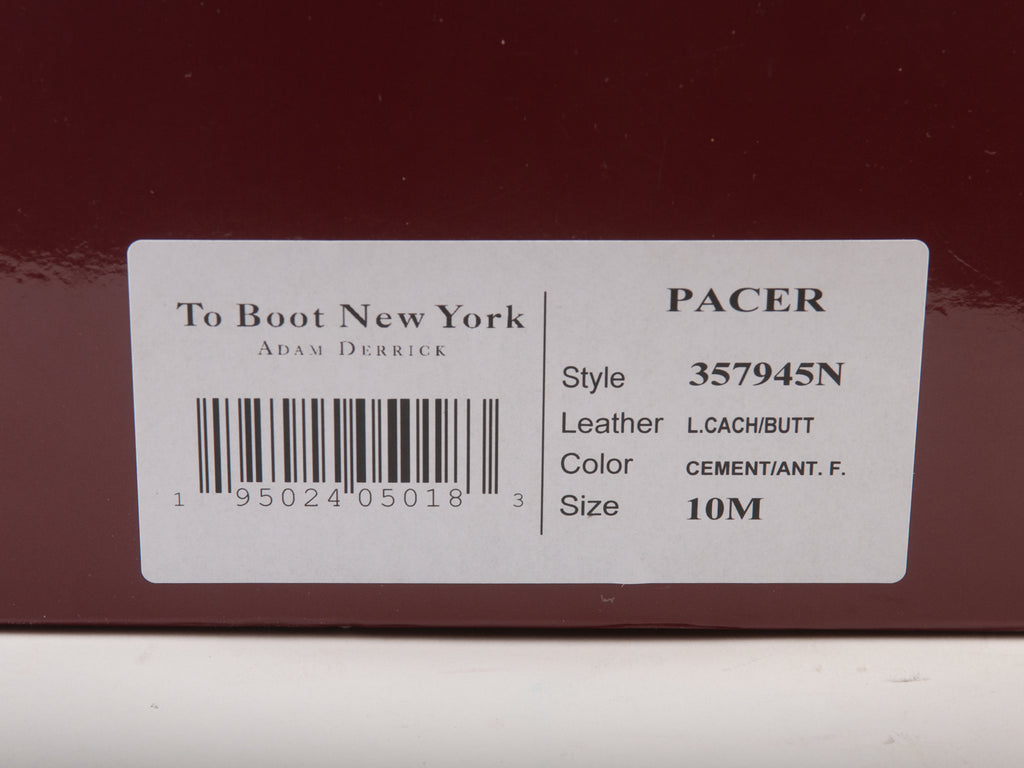 To Boot New York
ADAM DERRICK
1 95024 05018 3
PACER
Style 357945N
Leather L.CACH/BUTT
Color CEMENT/ANT. F.
Size 10M